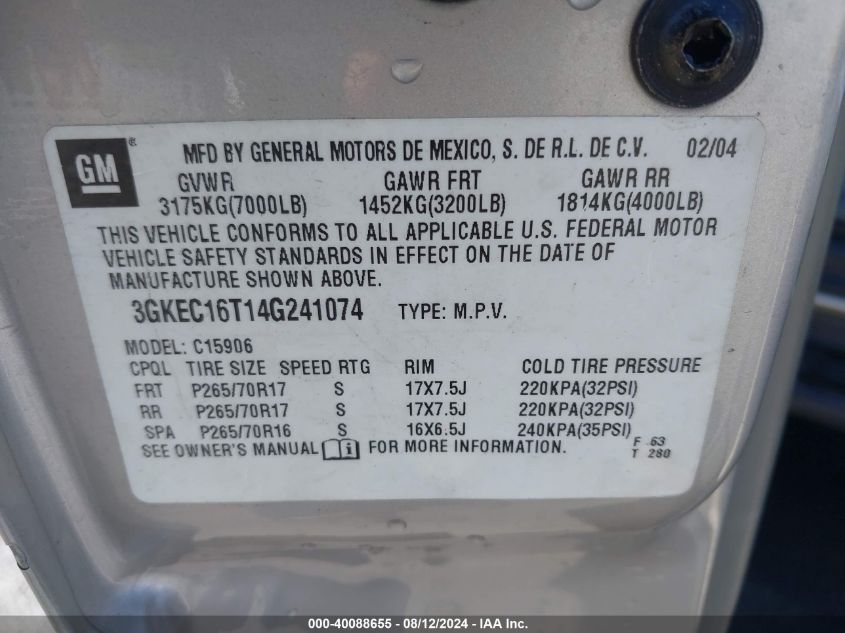 GM ® MFD BY GENERAL MOTORS DE MEXICO, S. DE R.L. DE C.V. 02/04
GVWR GAWR FRT GAWR RR
3175KG(7000LB) 1452KG(3200LB) 1814KG(4000LB)
THIS VEHICLE CONFORMS TO ALL APPLICABLE U.S. FEDERAL MOTOR
VEHICLE SAFETY STANDARDS IN EFFECT ON THE DATE OF
MANUFACTURE SHOWN ABOVE.
3GKEC16T14G241074 TYPE: M.P.V.
MODEL: C15906
CPQL TIRE SIZE SPEED RTG RIM COLD TIRE PRESSURE
FRT P265/70R17 S 17X7.5J 220KPA(32PSI)
RR P265/70R17 S 17X7.5J 220KPA(32PSI)
SPA P265/70R16 S 16X6.5J 240KPA(35PSI)
SEE OWNER'S MANUAL i FOR MORE INFORMATION.
F .63
T 280
000-40088655 - 08/12/2024 - IAA Inc.